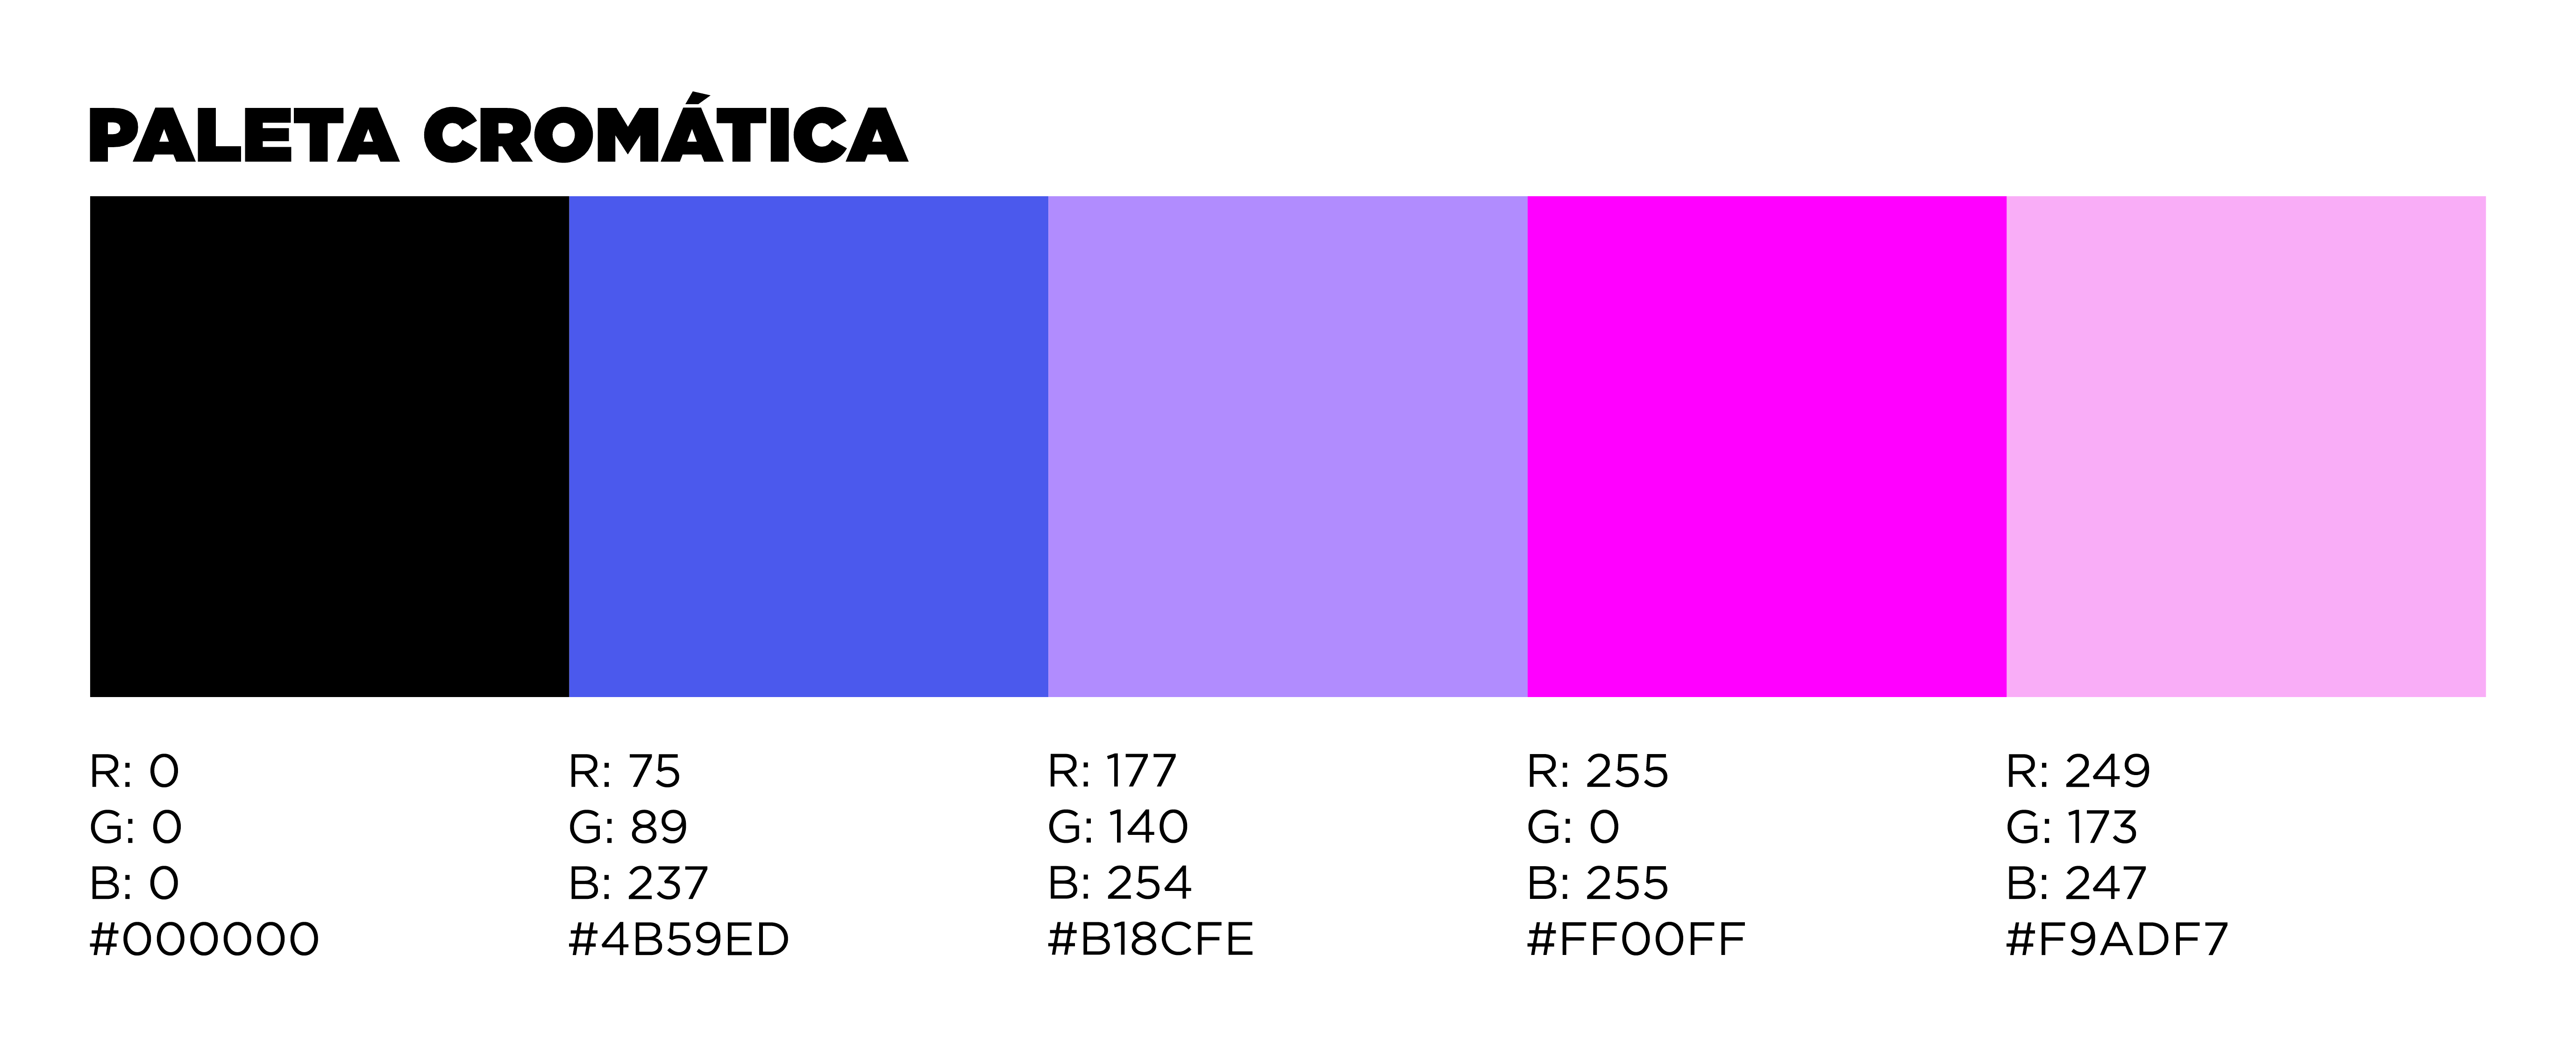 PALETA CROMÁTICA
R: 0
G: 0
B: 0
#000000
R: 75
G: 89
B: 237
#4B59ED
R: 177
G: 140
B: 254
#B18CFE
R: 255
G: 0
B: 255
#FF00FF
R: 249
G: 173
B: 247
#F9ADF7